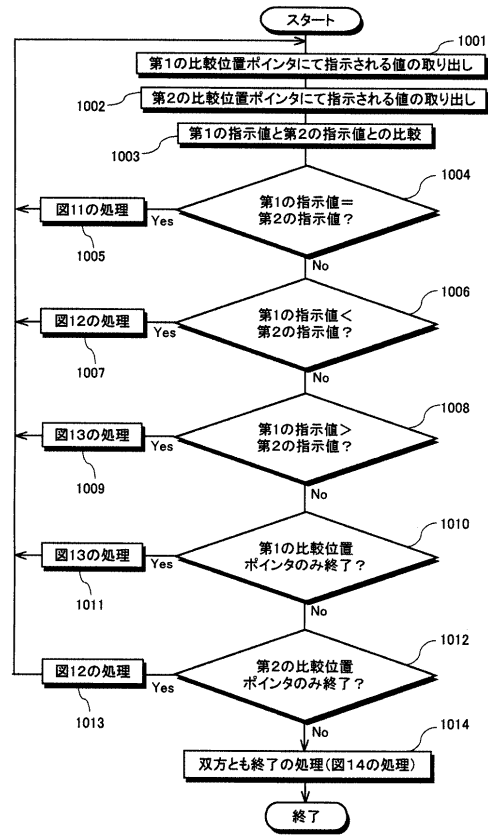 スタート
1001
第1の比較位置ポインタにて指示される値の取り出し
第2の比較位置ポインタにて指示される値の取り出し
1002
第1の指示値と第2の指示値との比較
1003
1004
第1の指示値＝
第2の指示値？
図11の処理
Yes
1005
No
1006
第1の指示値＜
第2の指示値？
図12の処理
Yes
1007
No
1008
第1の指示値＞
第2の指示値？
図13の処理
Yes
1009
No
1010
第1の比較位置
ポインタのみ終了？
図13の処理
Yes
1011
No
1012
第2の比較位置
ポインタのみ終了？
図12の処理
Yes
1013
No
1014
双方とも終了の処理(図14の処理)
終了